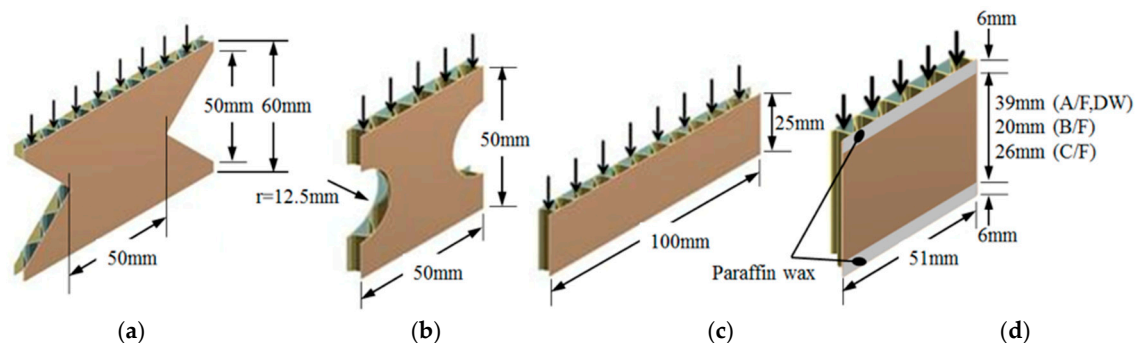 50mm
60mm
50mm
(a)
50mm
r=12.5mm
50mm
(b)
25mm
100mm
(c)
6mm
39mm (A/F,DW)
20mm (B/F)
26mm (C/F)
6mm
51mm
Paraffin wax
(d)